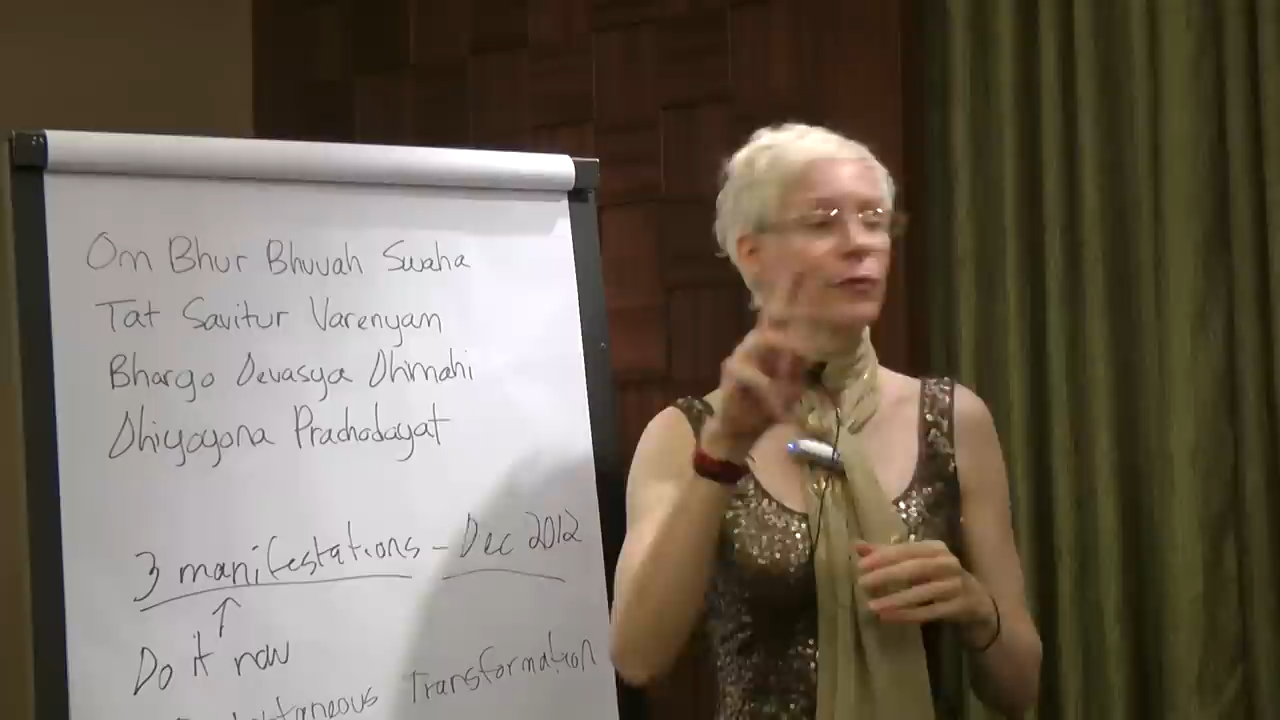 Om Bhur Bhuvah Swaha
Tat Savitur Varenyam
Bhargo Devasya Dhimahi
Dhiyoyona Prachodayat
3 manifestations - Dec 2012
↑
Do it now
Transformation